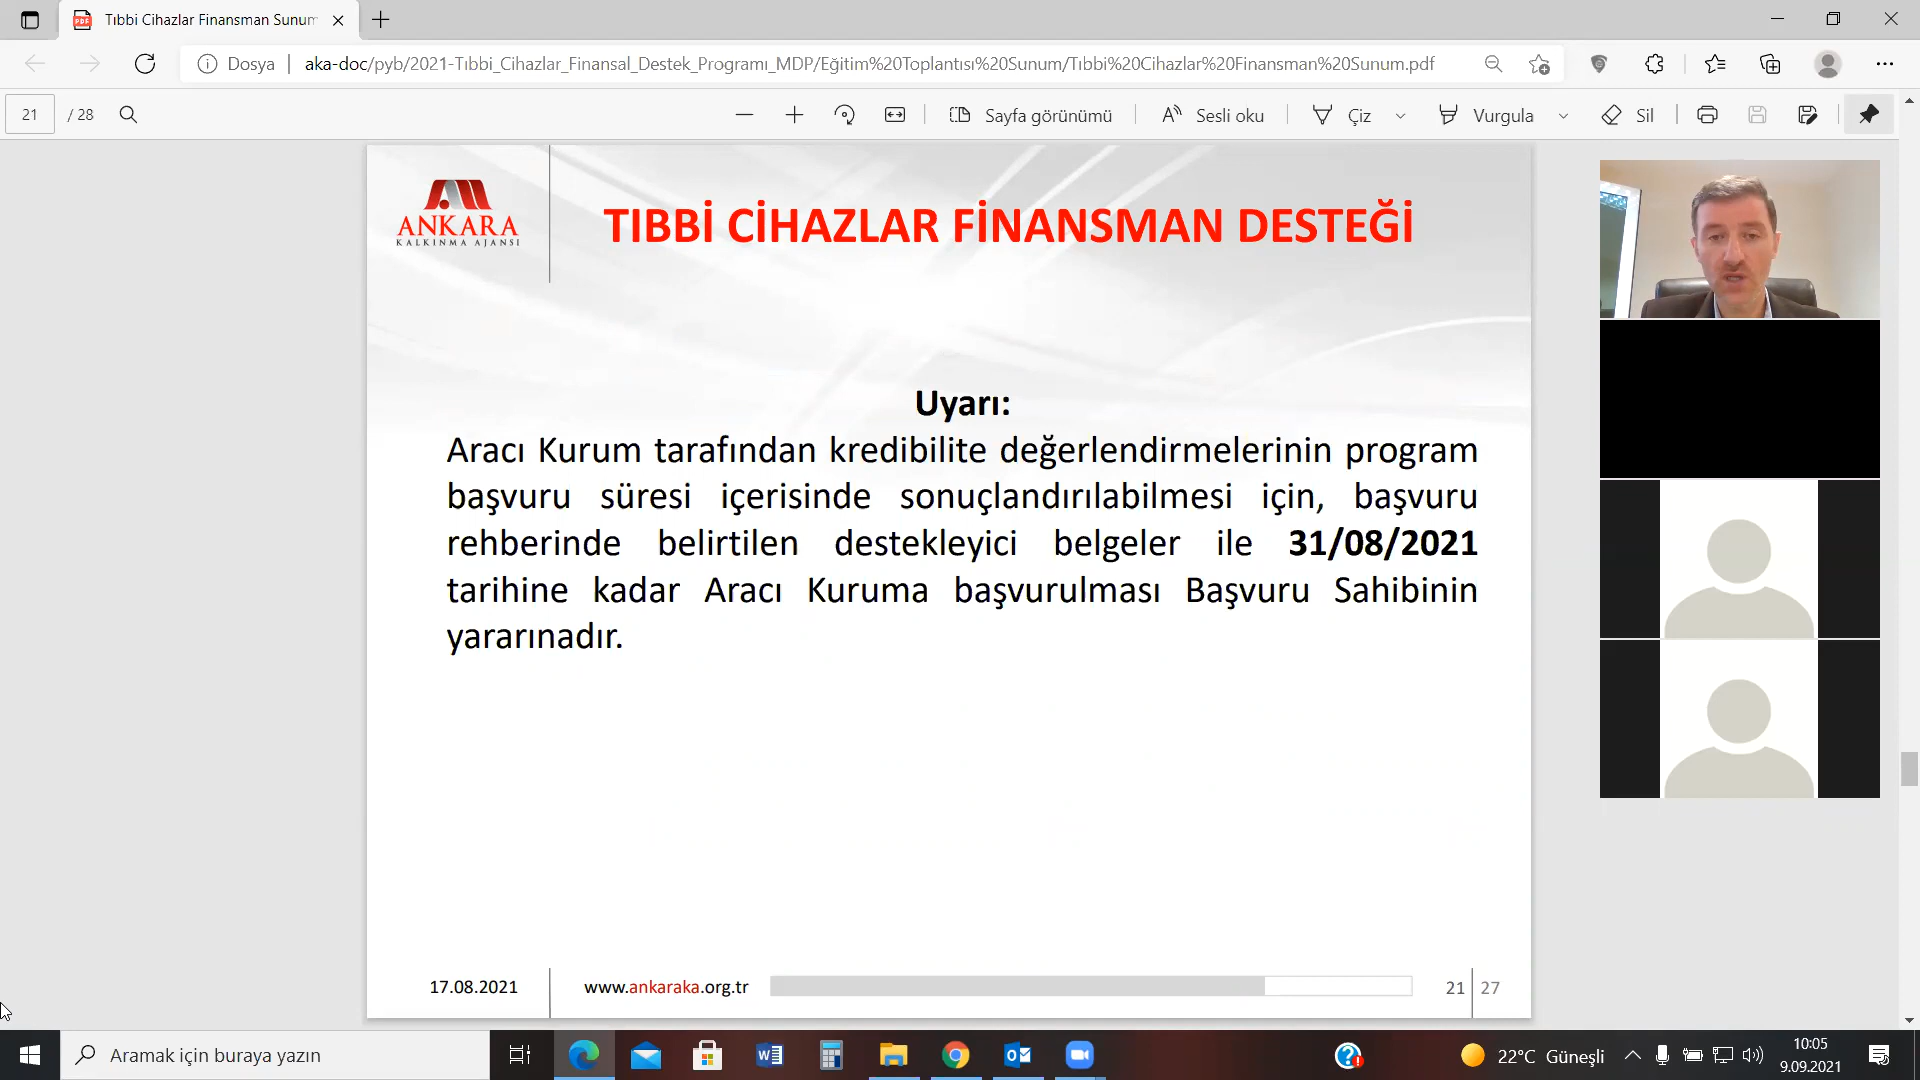 Tıbbi Cihazlar Finansman Sunum
Dosya
aka-doc/pyb/2021-Tıbbi_Cihazlar_Finansal_Destek_Programı_MDP/Eğitim%20Toplantısı%20Sunum/Tıbbi%20Cihazlar%20Finansman%20Sunum.pdf
21 / 28
Sayfa görünümü
Sesli oku
Çiz
Vurgula
Sil
ANKARA
KALKINMA AJANSI
TIBBİ CİHAZLAR FİNANSMAN DESTEĞİ
Uyarı:
Aracı Kurum tarafından kredibilite değerlendirmelerinin program
başvuru süresi içerisinde sonuçlandırılabilmesi için, başvuru
rehberinde belirtilen destekleyici belgeler ile 31/08/2021
tarihine kadar Aracı Kuruma başvurulması Başvuru Sahibinin
yararınadır.
17.08.2021
www.ankaraka.org.tr
21 27
Aramak için buraya yazın
22°C Güneşli
10:05
9.09.2021